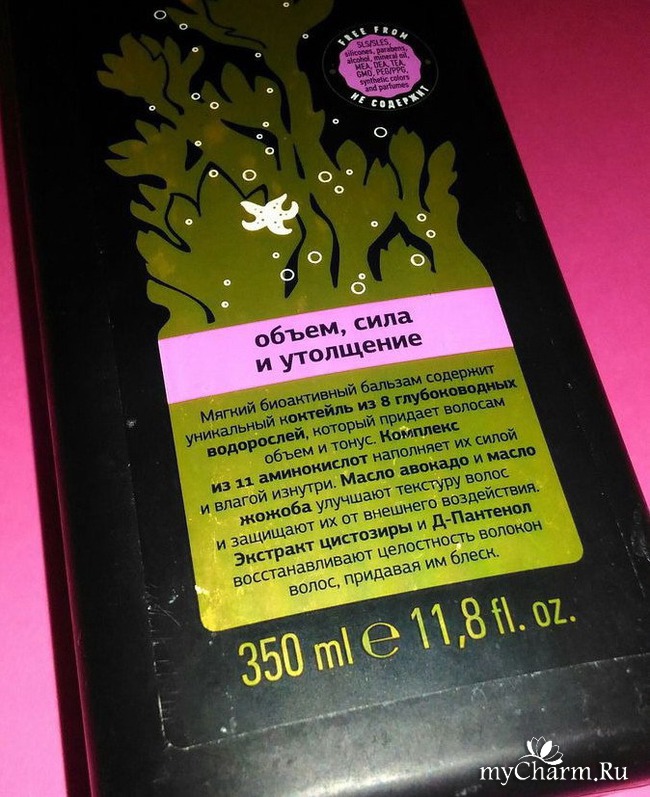 FREE FROM
SLS/SLES,
silicones, parabens,
alcohol, mineral oil,
MEA, DEA, TEA,
GMO, PEG/PPG,
synthetic colors
and parfumes
НЕ СОДЕРЖИТ
объем, сила
и утолщение
Мягкий биоактивный бальзам содержит
уникальный коктейль из 8 глубоководных
водорослей, который придает волосам
объем и тонус. Комплекс
из 11 аминокислот наполняет их силой
и влагой изнутри. Масло авокадо и масло
жожоба улучшают текстуру волос
и защищают их от внешнего воздействия.
Экстракт цистозиры и Д-Пантенол
восстанавливают целостность волокон
волос, придавая им блеск.
350 ml ℮ 11,8 fl. oz.
myCharm.Ru